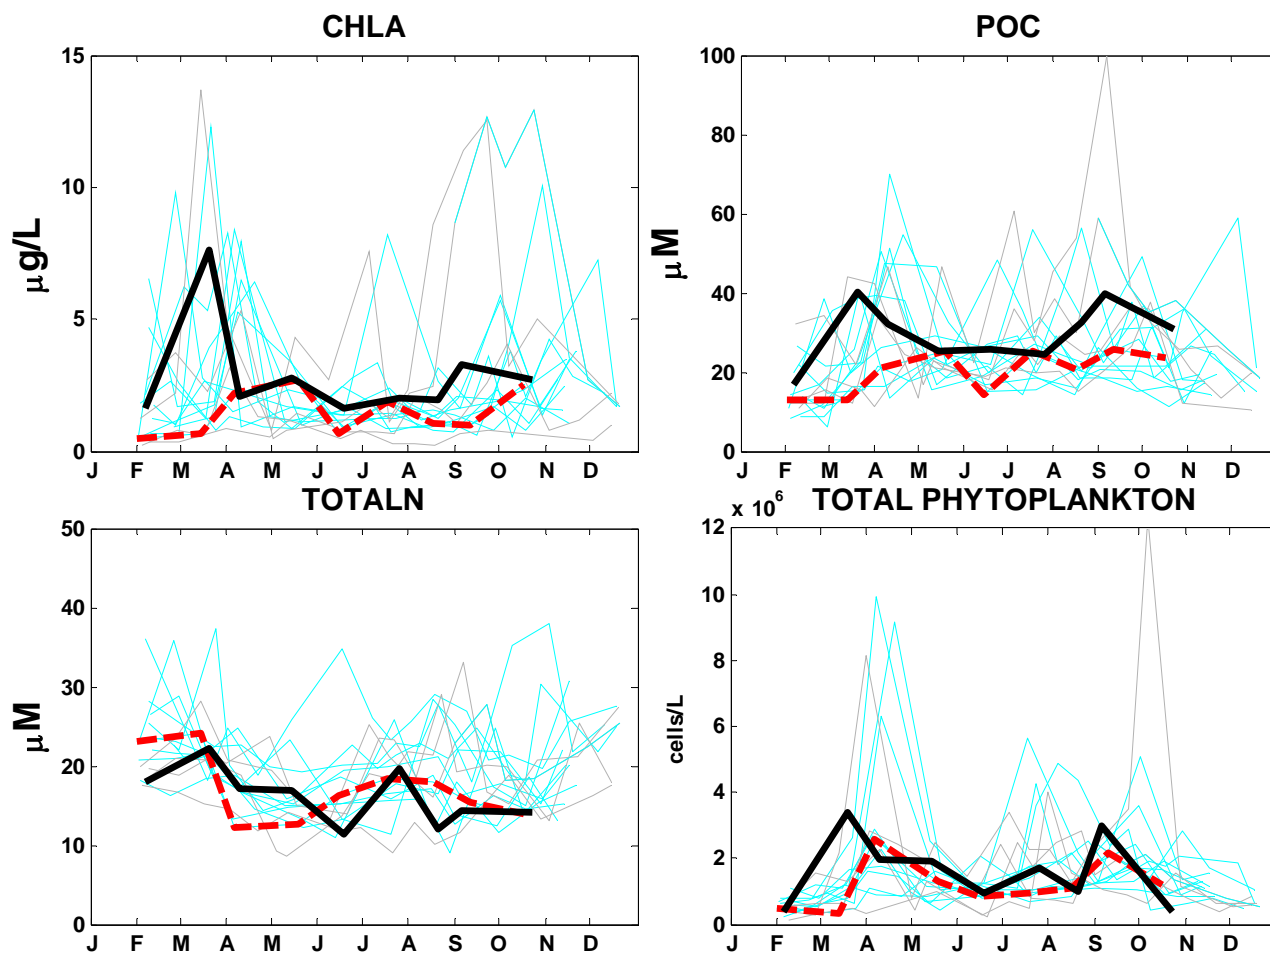 CHLA
15
10
5
0
μg/L
J F M A M J J A S O N D
POC
100
80
60
40
20
0
μM
J F M A M J J A S O N D
TOTALN
50
40
30
20
10
0
μM
J F M A M J J A S O N D
TOTAL PHYTOPLANKTON
x 10^6
12
10
8
6
4
2
0
cells/L
J F M A M J J A S O N D